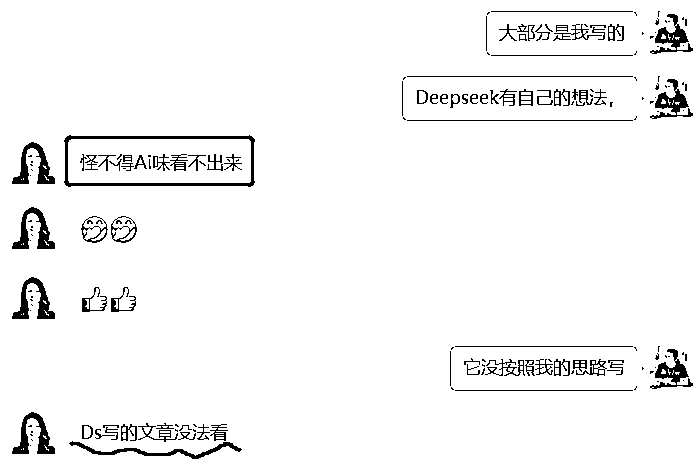 大部分是我写的
Deepseek有自己的想法，
怪不得Ai味看不出来
它没按照我的思路写
Ds写的文章没法看